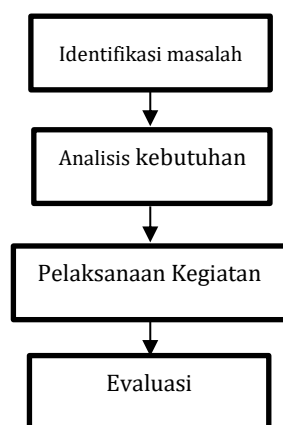 Identifikasi masalah
Analisis kebutuhan
Pelaksanaan Kegiatan
Evaluasi